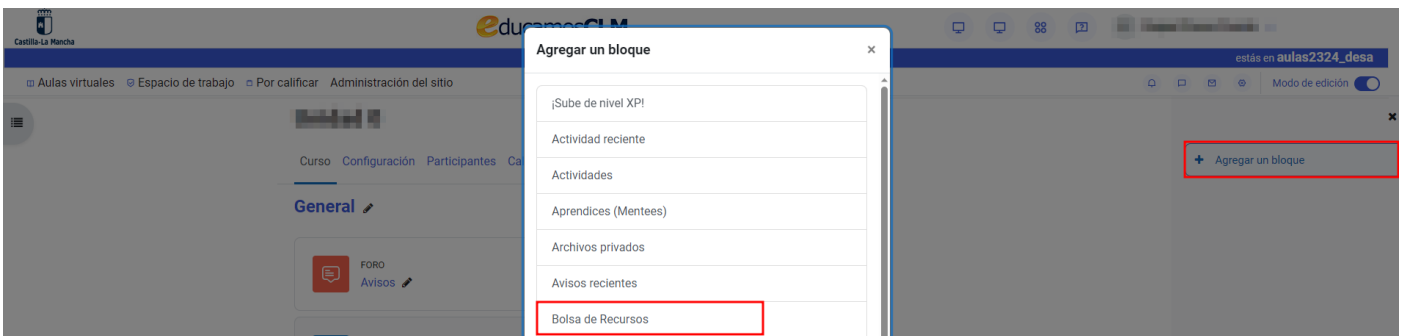 Castilla-La Mancha
educamosCLM
estás en aulas2324_desa
Aulas virtuales Espacio de trabajo Por calificar Administración del sitio
Modo de edición
Agregar un bloque
×
¡Sube de nivel XP!
Actividad reciente
Actividades
Aprendices (Mentees)
Archivos privados
Avisos recientes
Bolsa de Recursos
Curso Configuración Participantes
General
FORO
Avisos
+ Agregar un bloque